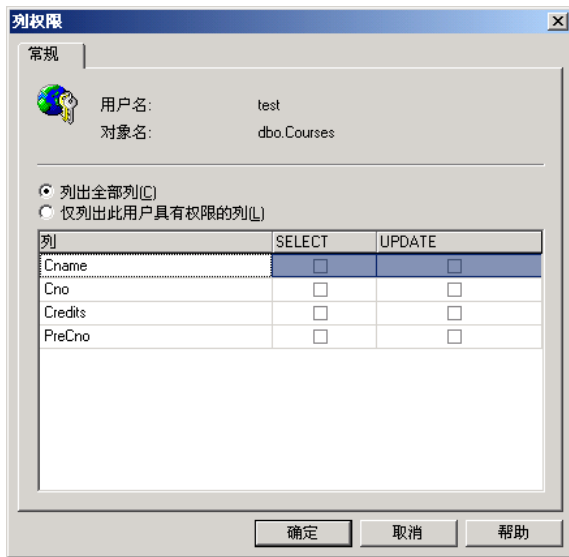 列权限
常规
用户名: test
对象名: dbo.Courses
列出全部列(C)
仅列出此用户具有权限的列(L)
列 SELECT UPDATE
Cname
Cno
Credits
PreCno
确定 取消 帮助